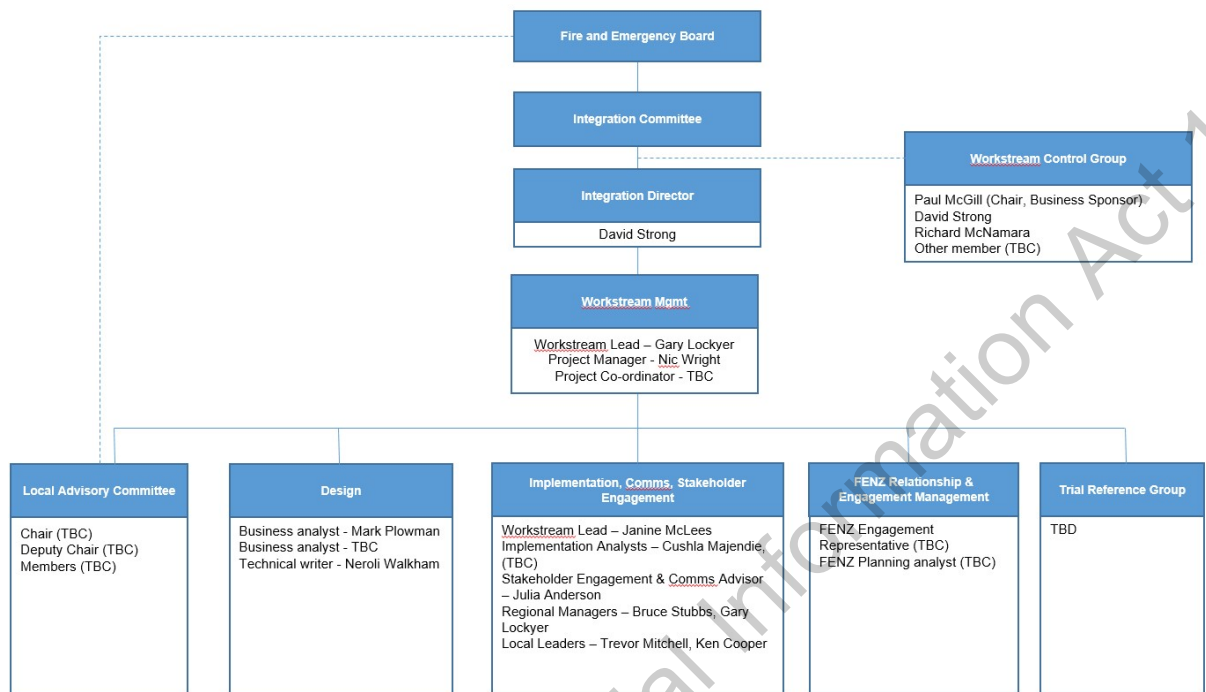 Fire and Emergency Board
Integration Committee
Workstream Control Group
Paul McGill (Chair, Business Sponsor)
David Strong
Richard McNamara
Other member (TBC)
Integration Director
David Strong
Workstream Mgmt
Workstream Lead – Gary Lockyer
Project Manager - Nic Wright
Project Co-ordinator - TBC
Local Advisory Committee
Chair (TBC)
Deputy Chair (TBC)
Members (TBC)
Design
Business analyst - Mark Plowman
Business analyst - TBC
Technical writer - Neroli Walkham
Implementation, Comms, Stakeholder
Engagement
Workstream Lead – Janine McLees
Implementation Analysts – Cushla Majendie,
(TBC)
Stakeholder Engagement & Comms Advisor
– Julia Anderson
Regional Managers – Bruce Stubbs, Gary
Lockyer
Local Leaders – Trevor Mitchell, Ken Cooper
FENZ Relationship &
Engagement Management
FENZ Engagement
Representative (TBC)
FENZ Planning analyst (TBC)
Trial Reference Group
TBD
Information Act